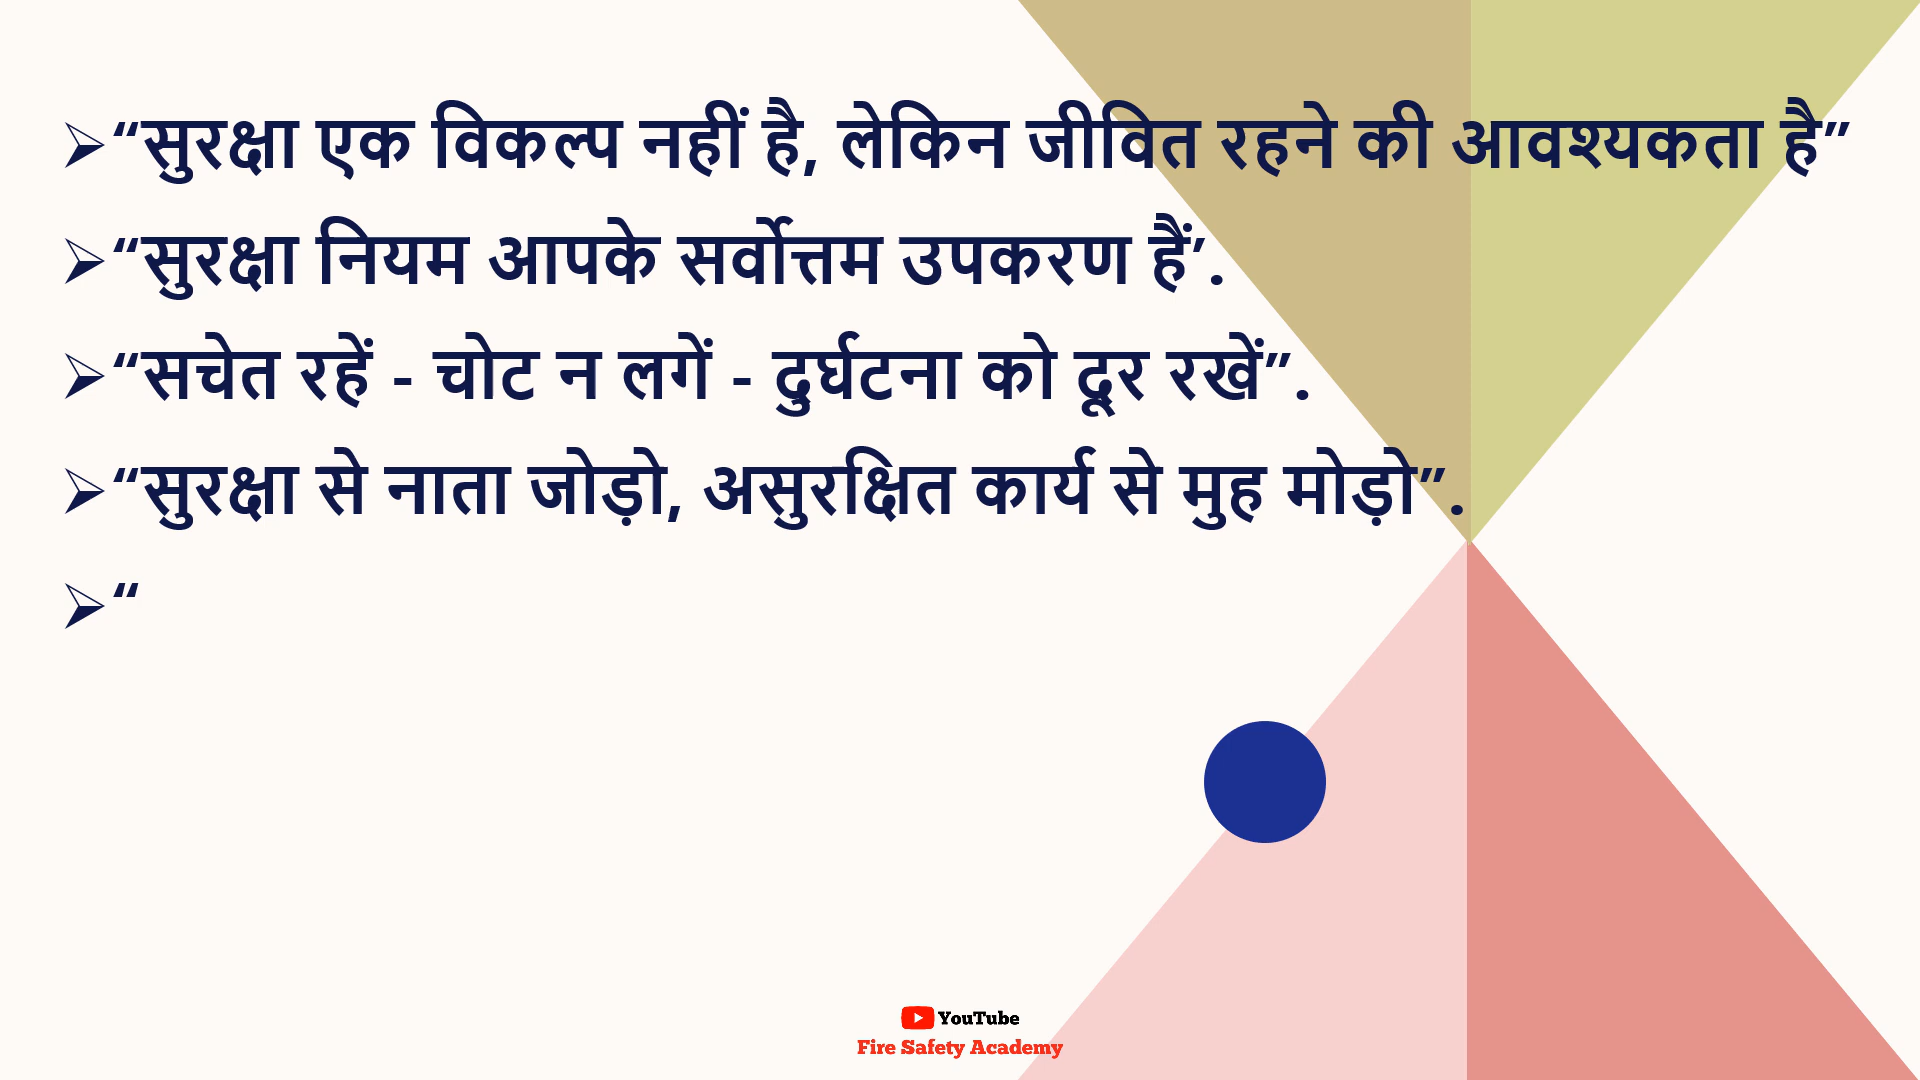 ➢“सुरक्षा एक विकल्प नहीं है, लेकिन जीवित रहने की आवश्यकता है”
➢“सुरक्षा नियम आपके सर्वोत्तम उपकरण हैं’.
➢“सचेत रहें - चोट न लगें - दुर्घटना को दूर रखें”.
➢“सुरक्षा से नाता जोड़ो, असुरक्षित कार्य से मुह मोड़ो”.
➢“
YouTube
Fire Safety Academy